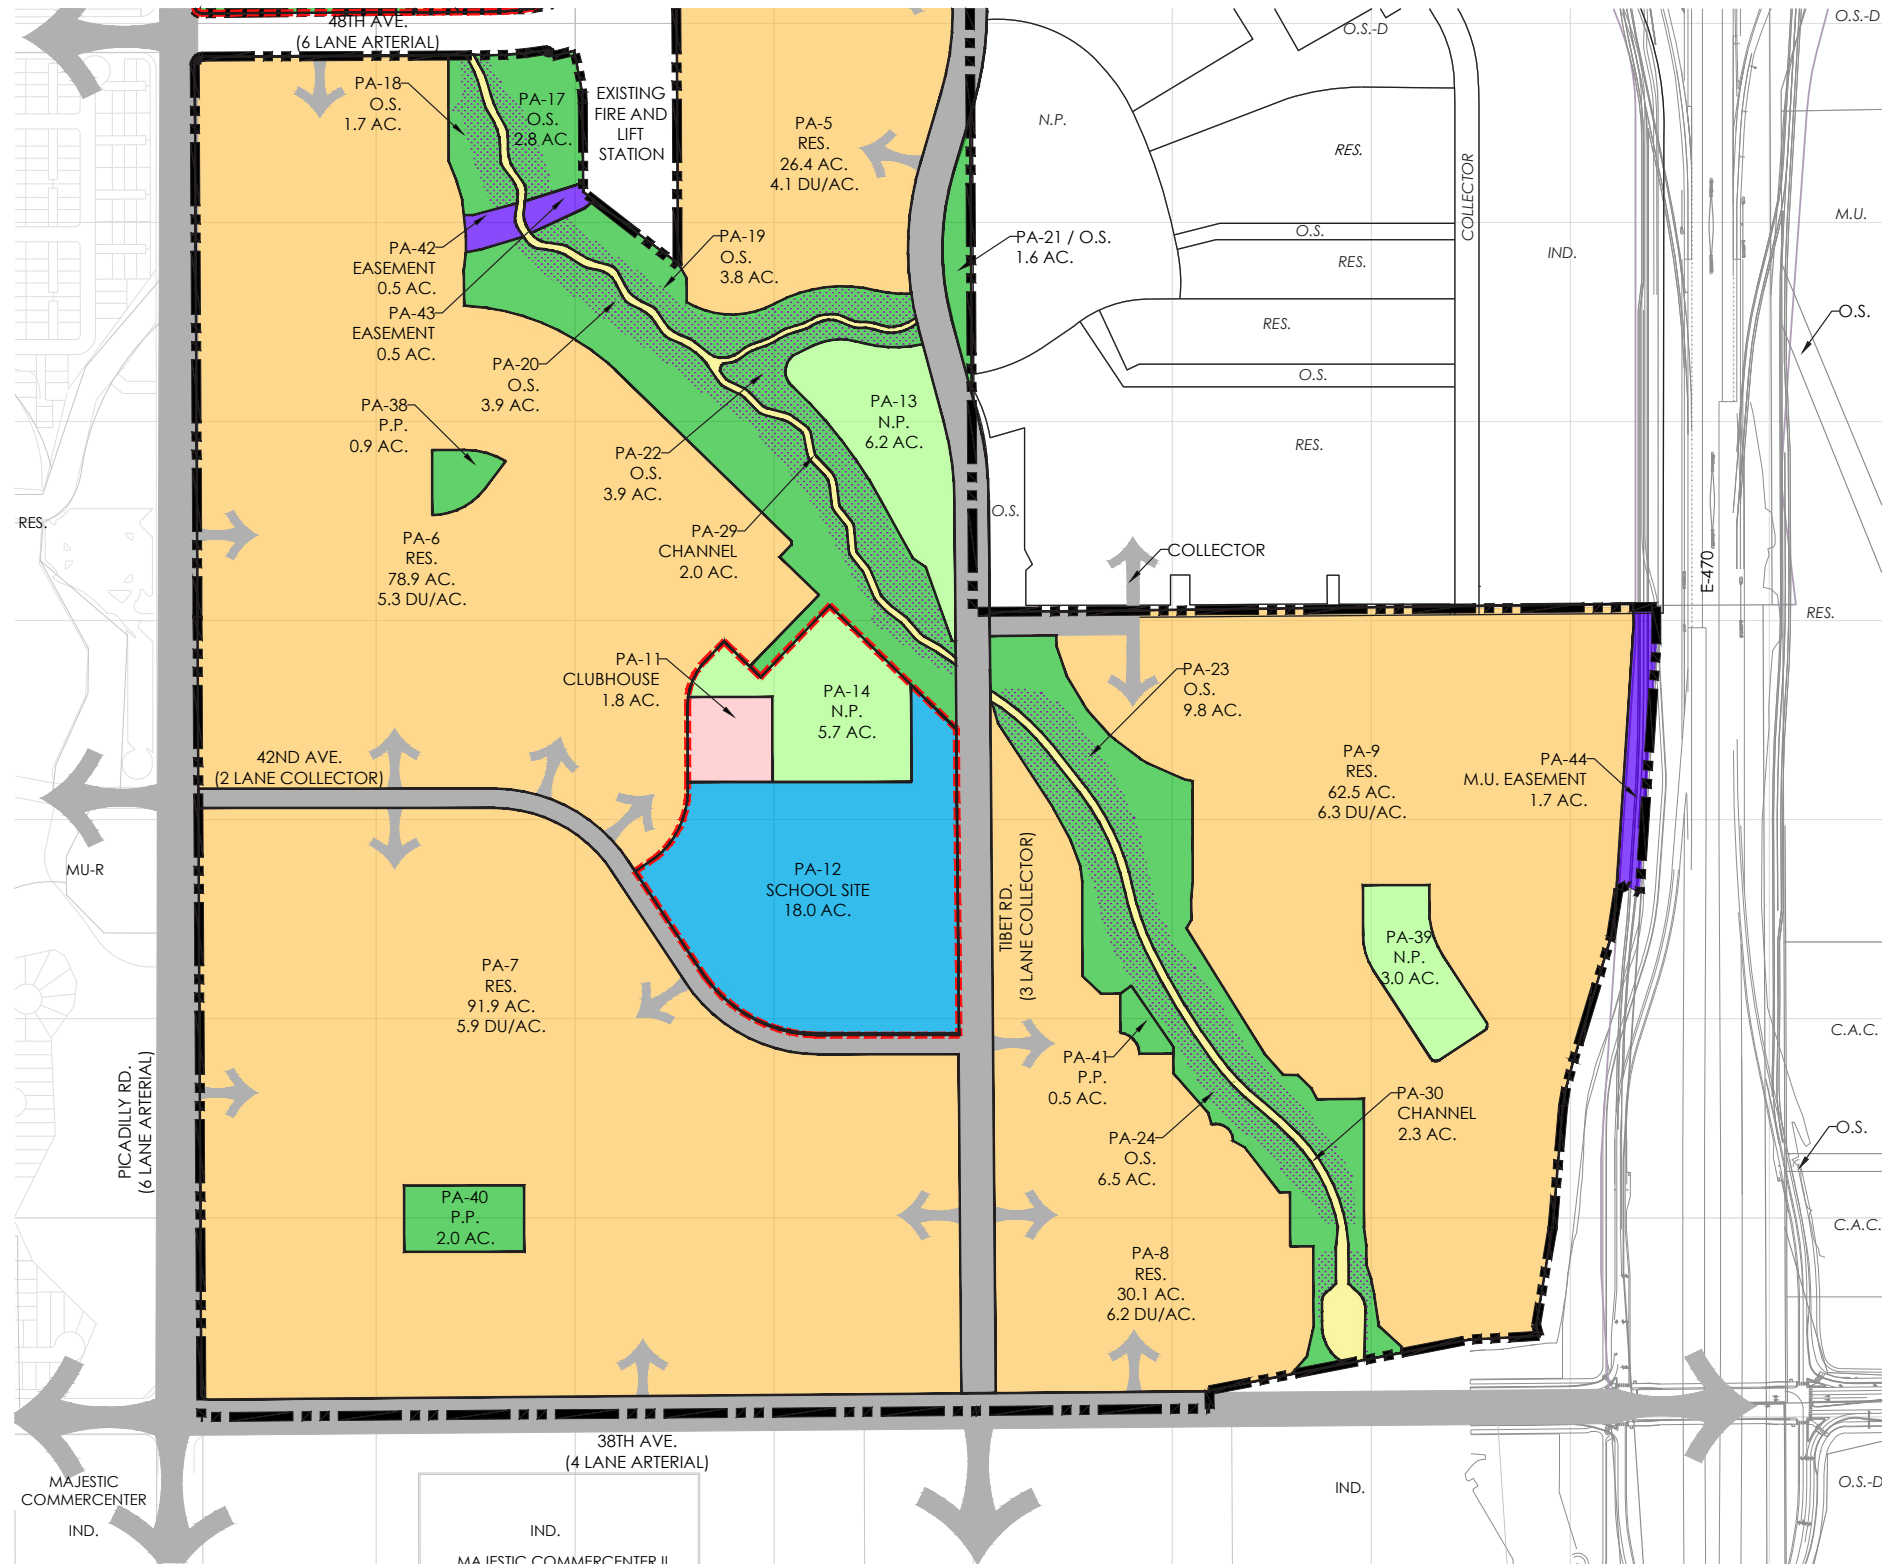 48TH AVE.
(6 LANE ARTERIAL)
O.S.-D
O.S.-D
PA-18
O.S.
1.7 AC.
PA-17
O.S.
2.8 AC.
EXISTING
FIRE AND
LIFT
STATION
PA-5
RES.
26.4 AC.
4.1 DU/AC.
N.P.
RES.
COLLECTOR
M.U.
PA-42
EASEMENT
0.5 AC.
PA-43
EASEMENT
0.5 AC.
PA-19
O.S.
3.8 AC.
PA-21 / O.S.
1.6 AC.
O.S.
RES.
IND.
O.S.
RES.
O.S.
PA-20
O.S.
3.9 AC.
PA-38
P.P.
0.9 AC.
PA-13
N.P.
6.2 AC.
RES.
PA-22
O.S.
3.9 AC.
O.S.
RES.
PA-6
RES.
78.9 AC.
5.3 DU/AC.
PA-29
CHANNEL
2.0 AC.
COLLECTOR
E-470
RES.
PA-11
CLUBHOUSE
1.8 AC.
PA-14
N.P.
5.7 AC.
PA-23
O.S.
9.8 AC.
42ND AVE.
(2 LANE COLLECTOR)
PA-9
RES.
62.5 AC.
6.3 DU/AC.
PA-44
M.U. EASEMENT
1.7 AC.
MU-R
PA-12
SCHOOL SITE
18.0 AC.
TIBET RD.
(3 LANE COLLECTOR)
PA-39
N.P.
3.0 AC.
PA-7
RES.
91.9 AC.
5.9 DU/AC.
C.A.C.
PICADILLY RD.
(6 LANE ARTERIAL)
PA-41
P.P.
0.5 AC.
PA-30
CHANNEL
2.3 AC.
O.S.
PA-24
O.S.
6.5 AC.
PA-40
P.P.
2.0 AC.
C.A.C.
PA-8
RES.
30.1 AC.
6.2 DU/AC.
38TH AVE.
(4 LANE ARTERIAL)
MAJESTIC
COMMERCENTER
IND.
IND.
MAJESTIC COMMERCENTER II
IND.
O.S.-D